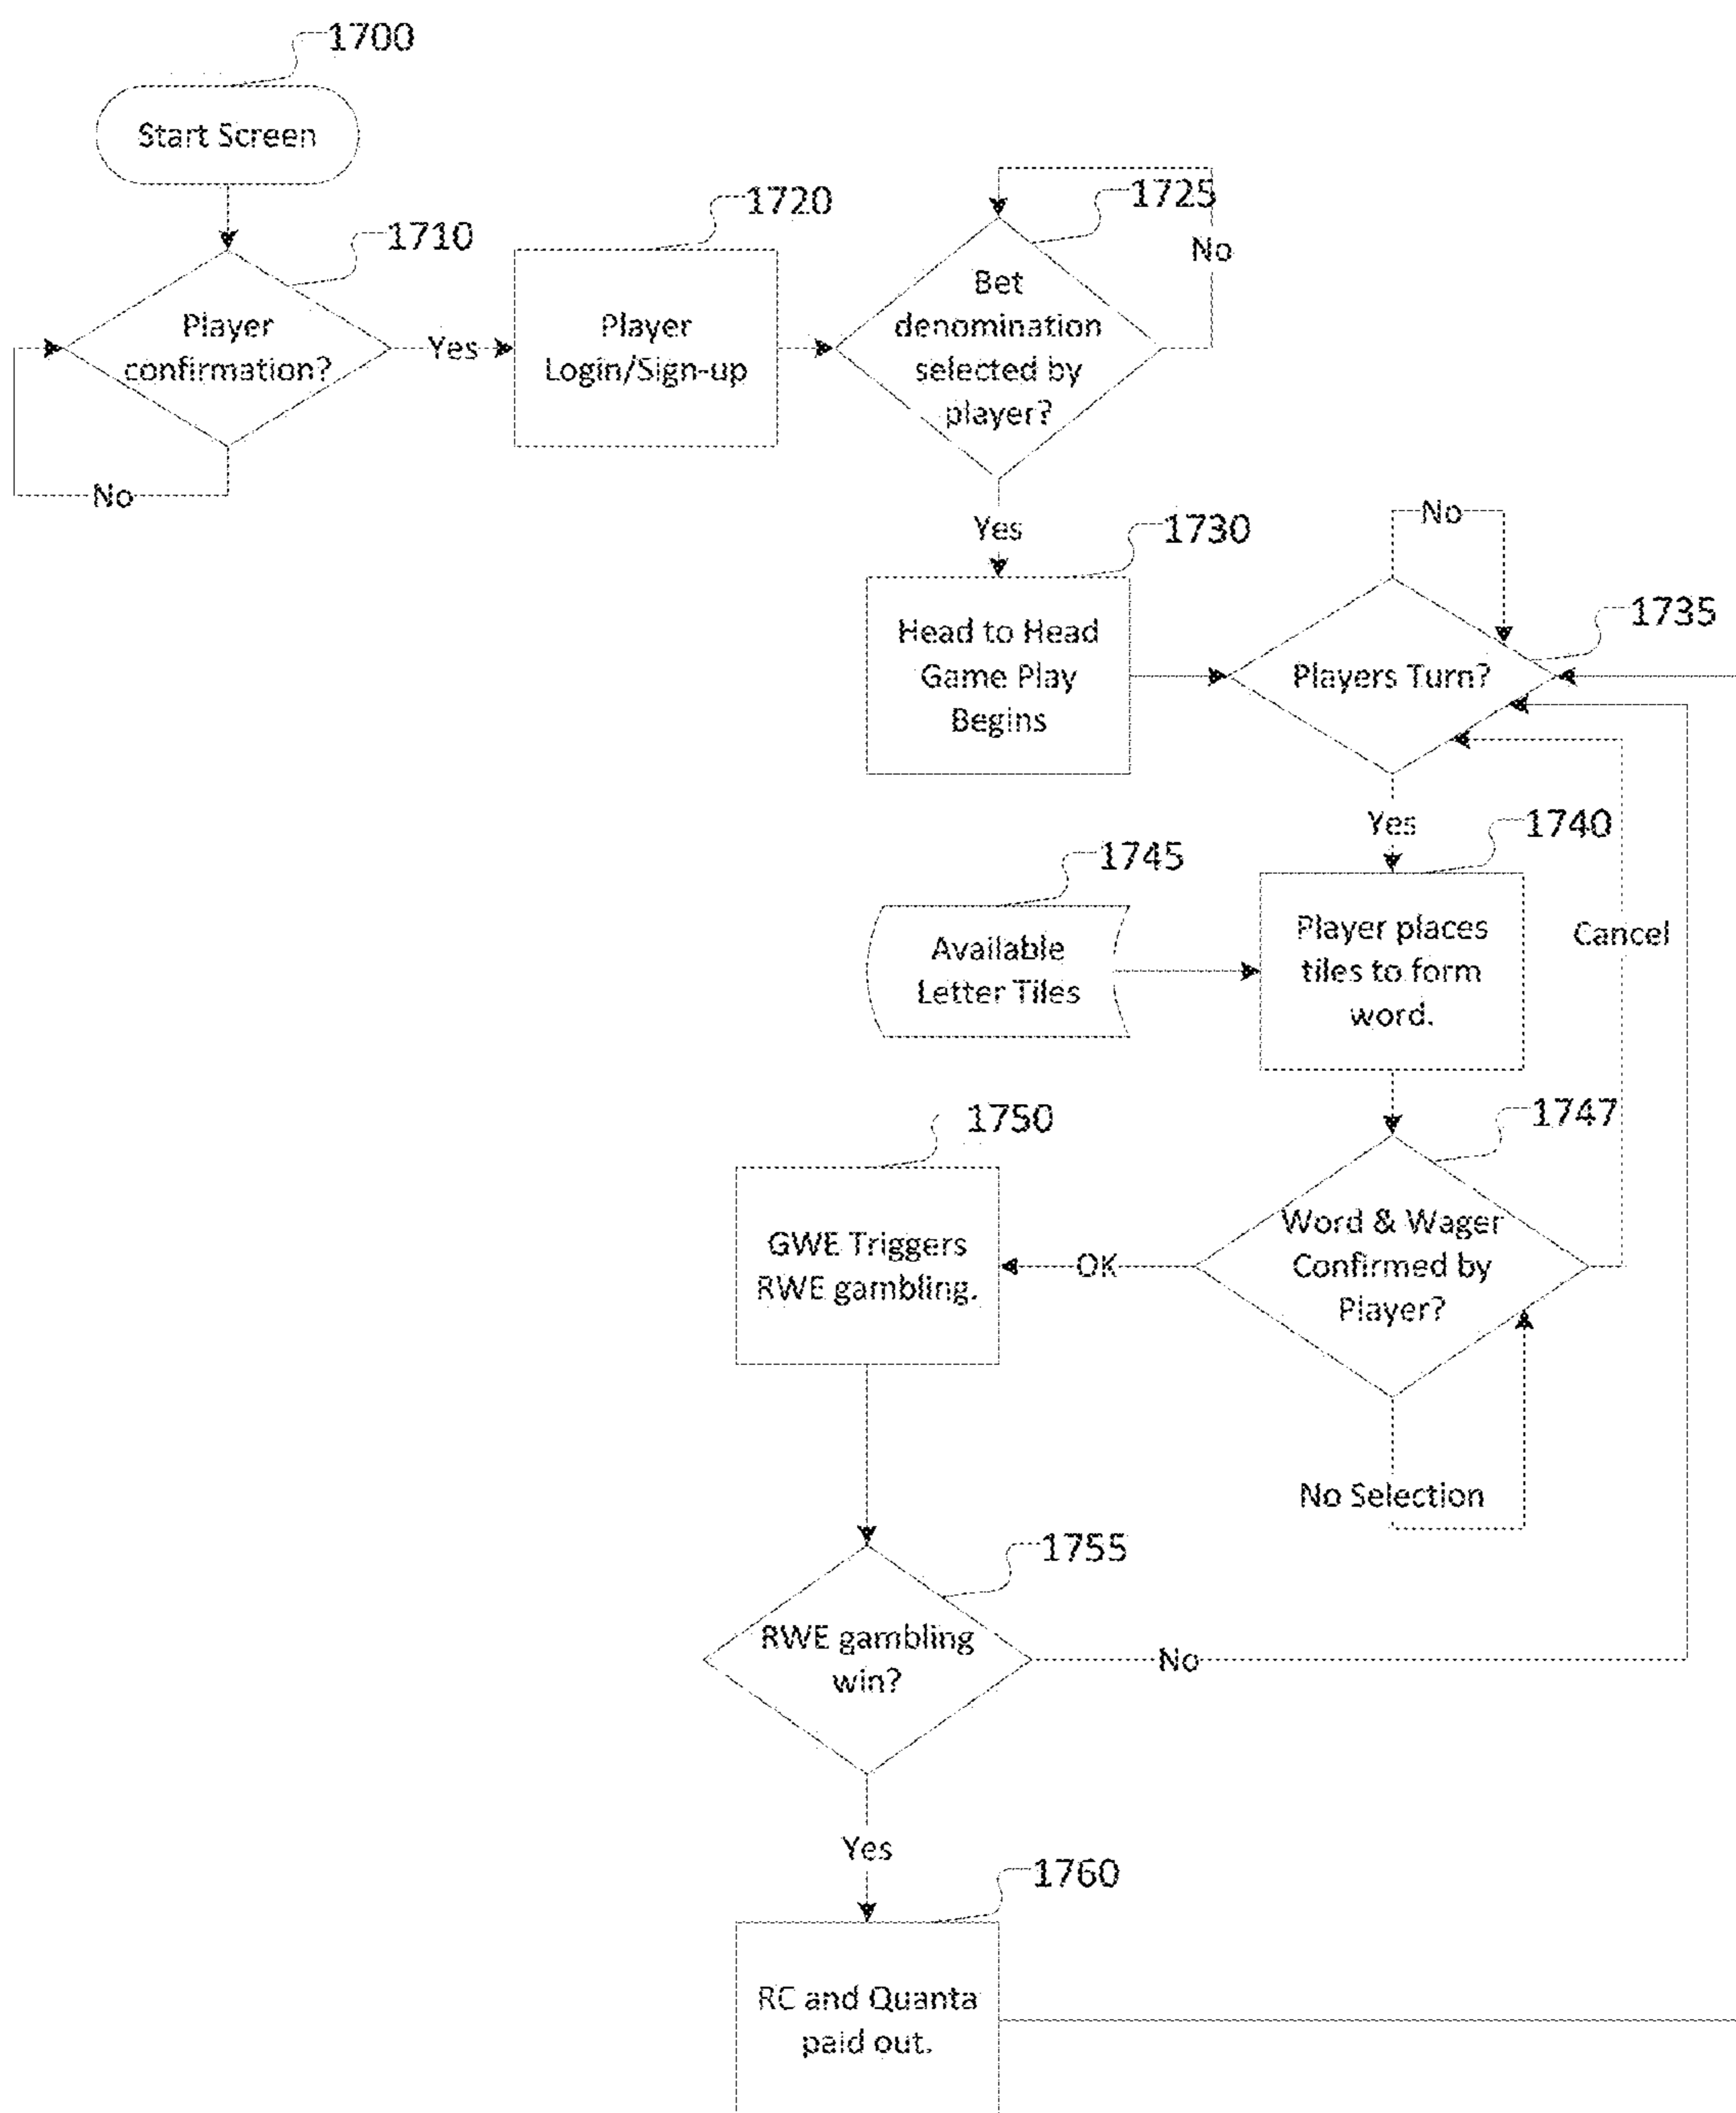 1700
Start Screen
1710
Player
confirmation?
Yes
No
1720
Player
Login/Sign-up
1725
No
Bet
denomination
selected by
player?
Yes
1730
Head to Head
Game Play
Begins
No
1735
Players Turn?
Yes
1740
1745
Available
Letter Tiles
Player places
tiles to form
word.
Cancel
1747
1750
GWE Triggers
RWE gambling.
OK
Word & Wager
Confirmed by
Player?
No Selection
1755
RWE gambling
win?
No
Yes
1760
RC and Quanta
paid out.